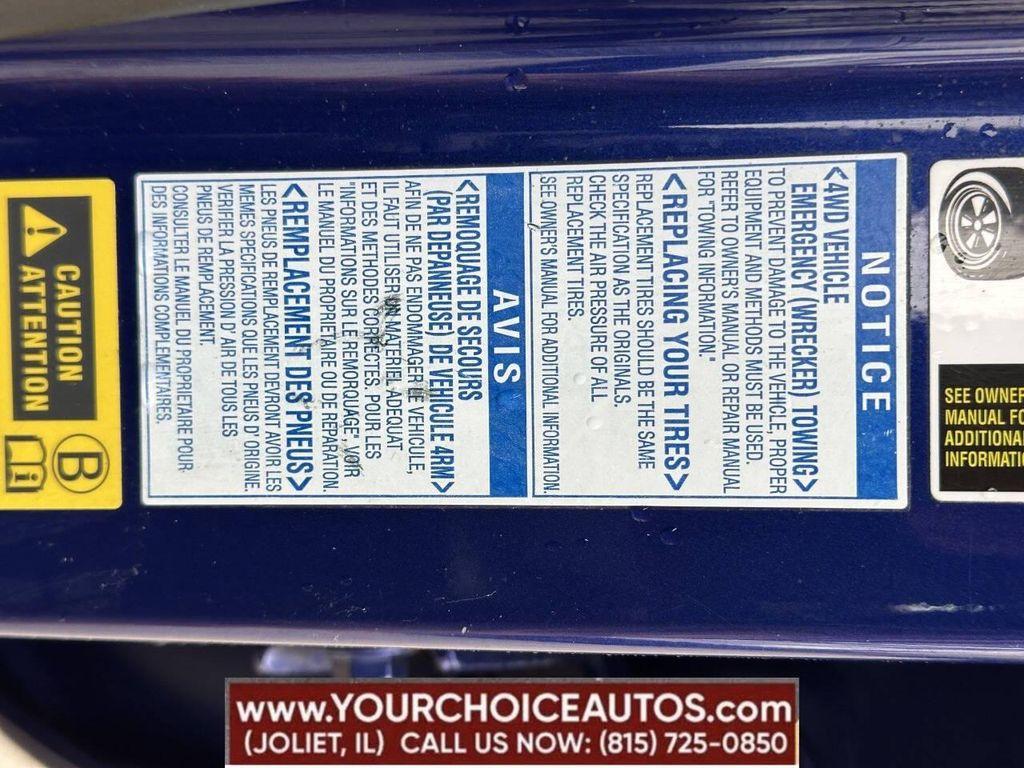 NOTICE
<4WD VEHICLE
EMERGENCY (WRECKER) TOWING>
TO PREVENT DAMAGE TO THE VEHICLE, PROPER
EQUIPMENT AND METHODS MUST BE USED.
REFER TO OWNER'S MANUAL OR REPAIR MANUAL
FOR "TOWING INFORMATION."
<REPLACING YOUR TIRES>
REPLACEMENT TIRES SHOULD BE THE SAME
SPECIFICATION AS THE ORIGINALS.
CHECK THE AIR PRESSURE OF ALL
REPLACEMENT TIRES.
SEE OWNER'S MANUAL FOR ADDITIONAL INFORMATION.
AVIS
<REMOQUAGE DE SECOURS
(PAR DEPANNEUSE) DE VEHICULE 4RM>
AFIN DE NE PAS ENDOMMAGER LE VEHICULE,
IL FAUT UTILISER UN MATERIEL ADEQUAT
ET DES METHODES CORRECTES. POUR LES
"INFORMATIONS SUR LE REMORQUAGE", VOIR
LE MANUEL DU PROPRIETAIRE OU DE REPARATION.
<REMPLACEMENT DES PNEUS>
LES PNEUS DE REMPLACEMENT DEVRONT AVOIR LES
MEMES SPECIFICATIONS QUE LES PNEUS D'ORIGINE.
VERIFIER LA PRESSION D'AIR DE TOUS LES
PNEUS DE REMPLACEMENT.
CONSULTER LE MANUEL DU PROPRIETAIRE POUR
DES INFORMATIONS COMPLEMENTAIRES.
CAUTION
ATTENTION
B
SEE OWNER
MANUAL FO
ADDITIONA
INFORMATIO
www.YOURCHOICEAUTOS.com
(JOLIET, IL) CALL US NOW: (815) 725-0850